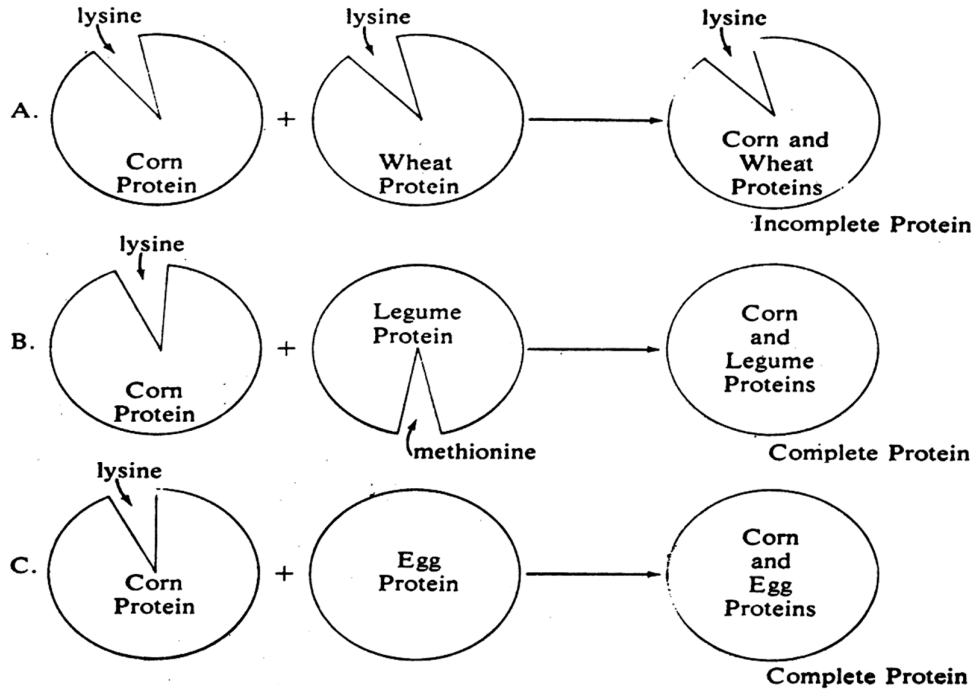 lysine
lysine
lysine
A.
Corn
Protein
+
Wheat
Protein
Corn and
Wheat
Proteins
Incomplete Protein
lysine
B.
Corn
Protein
+
Legume
Protein
methionine
Corn
and
Legume
Proteins
Complete Protein
lysine
C.
Corn
Protein
+
Egg
Protein
Corn
and
Egg
Proteins
Complete Protein